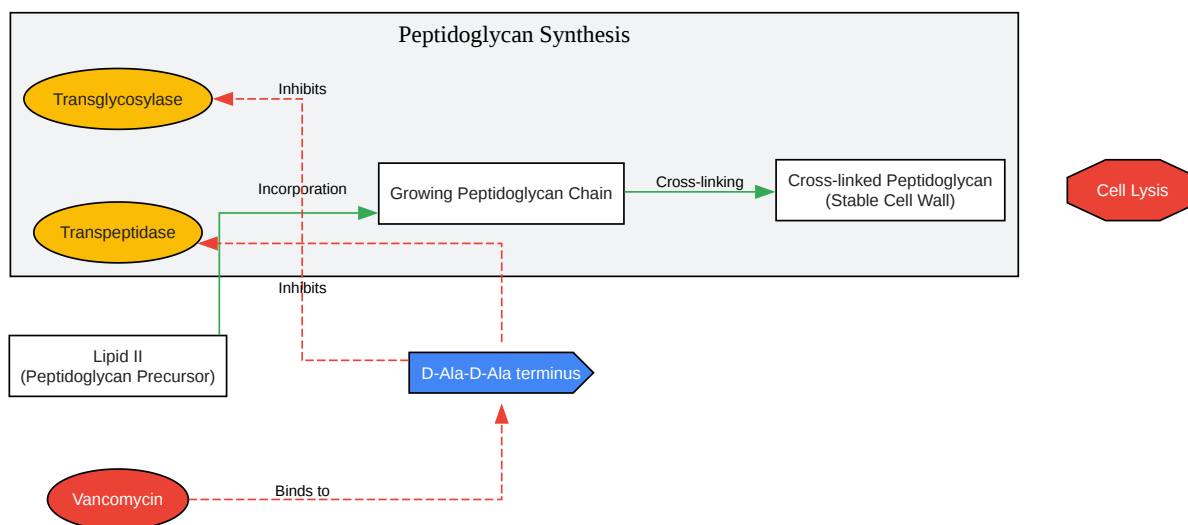 Peptidoglycan Synthesis
Inhibits
Transglycosylase
Incorporation
Growing Peptidoglycan Chain
Cross-linking
Cross-linked Peptidoglycan
(Stable Cell Wall)
Cell Lysis
Transpeptidase
Inhibits
Lipid II
(Peptidoglycan Precursor)
D-Ala-D-Ala terminus
Vancomycin
Binds to